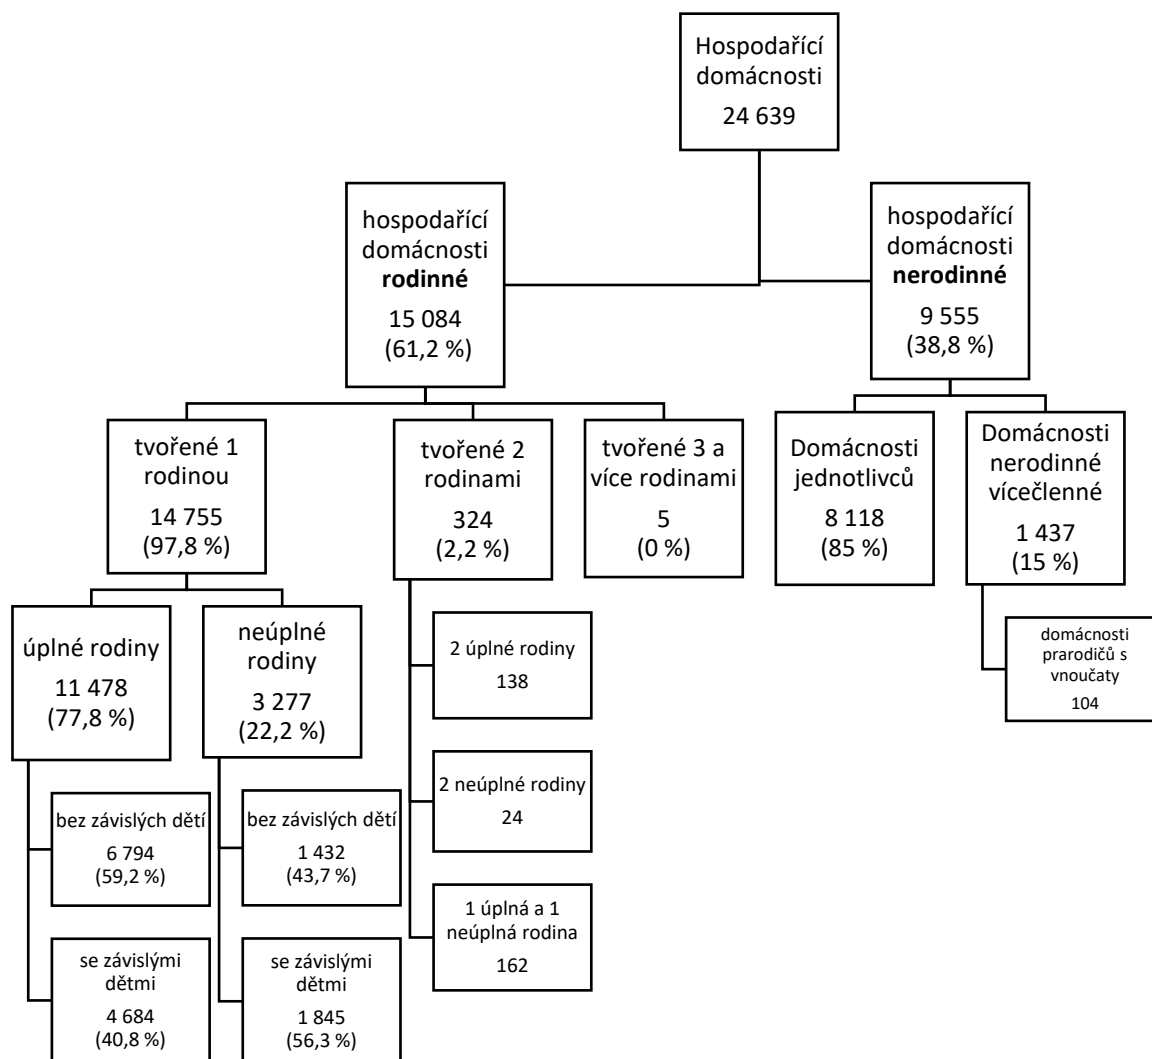 Hospodařící
domácnosti
24 639
hospodařící
domácnosti
rodinné
15 084
(61,2 %)
hospodařící
domácnosti
nerodinné
9 555
(38,8 %)
tvořené 1
rodinou
14 755
(97,8 %)
tvořené 2
rodinami
324
(2,2 %)
tvořené 3 a
více rodinami
5
(0 %)
Domácnosti
jednotlivců
8 118
(85 %)
Domácnosti
nerodinné
vícečlenné
1 437
(15 %)
úplné rodiny
11 478
(77,8 %)
neúplné
rodiny
3 277
(22,2 %)
2 úplné rodiny
138
domácnosti
prarodičů s
vnoučaty
104
bez závislých dětí
6 794
(59,2 %)
bez závislých dětí
1 432
(43,7 %)
2 neúplné rodiny
24
se závislými
dětmi
4 684
(40,8 %)
se závislými
dětmi
1 845
(56,3 %)
1 úplná a 1
neúplná rodina
162